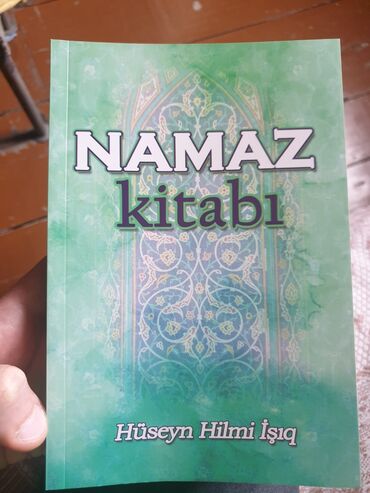 NAMAZ
kitabı
Hüseyn Hilmi İşıq